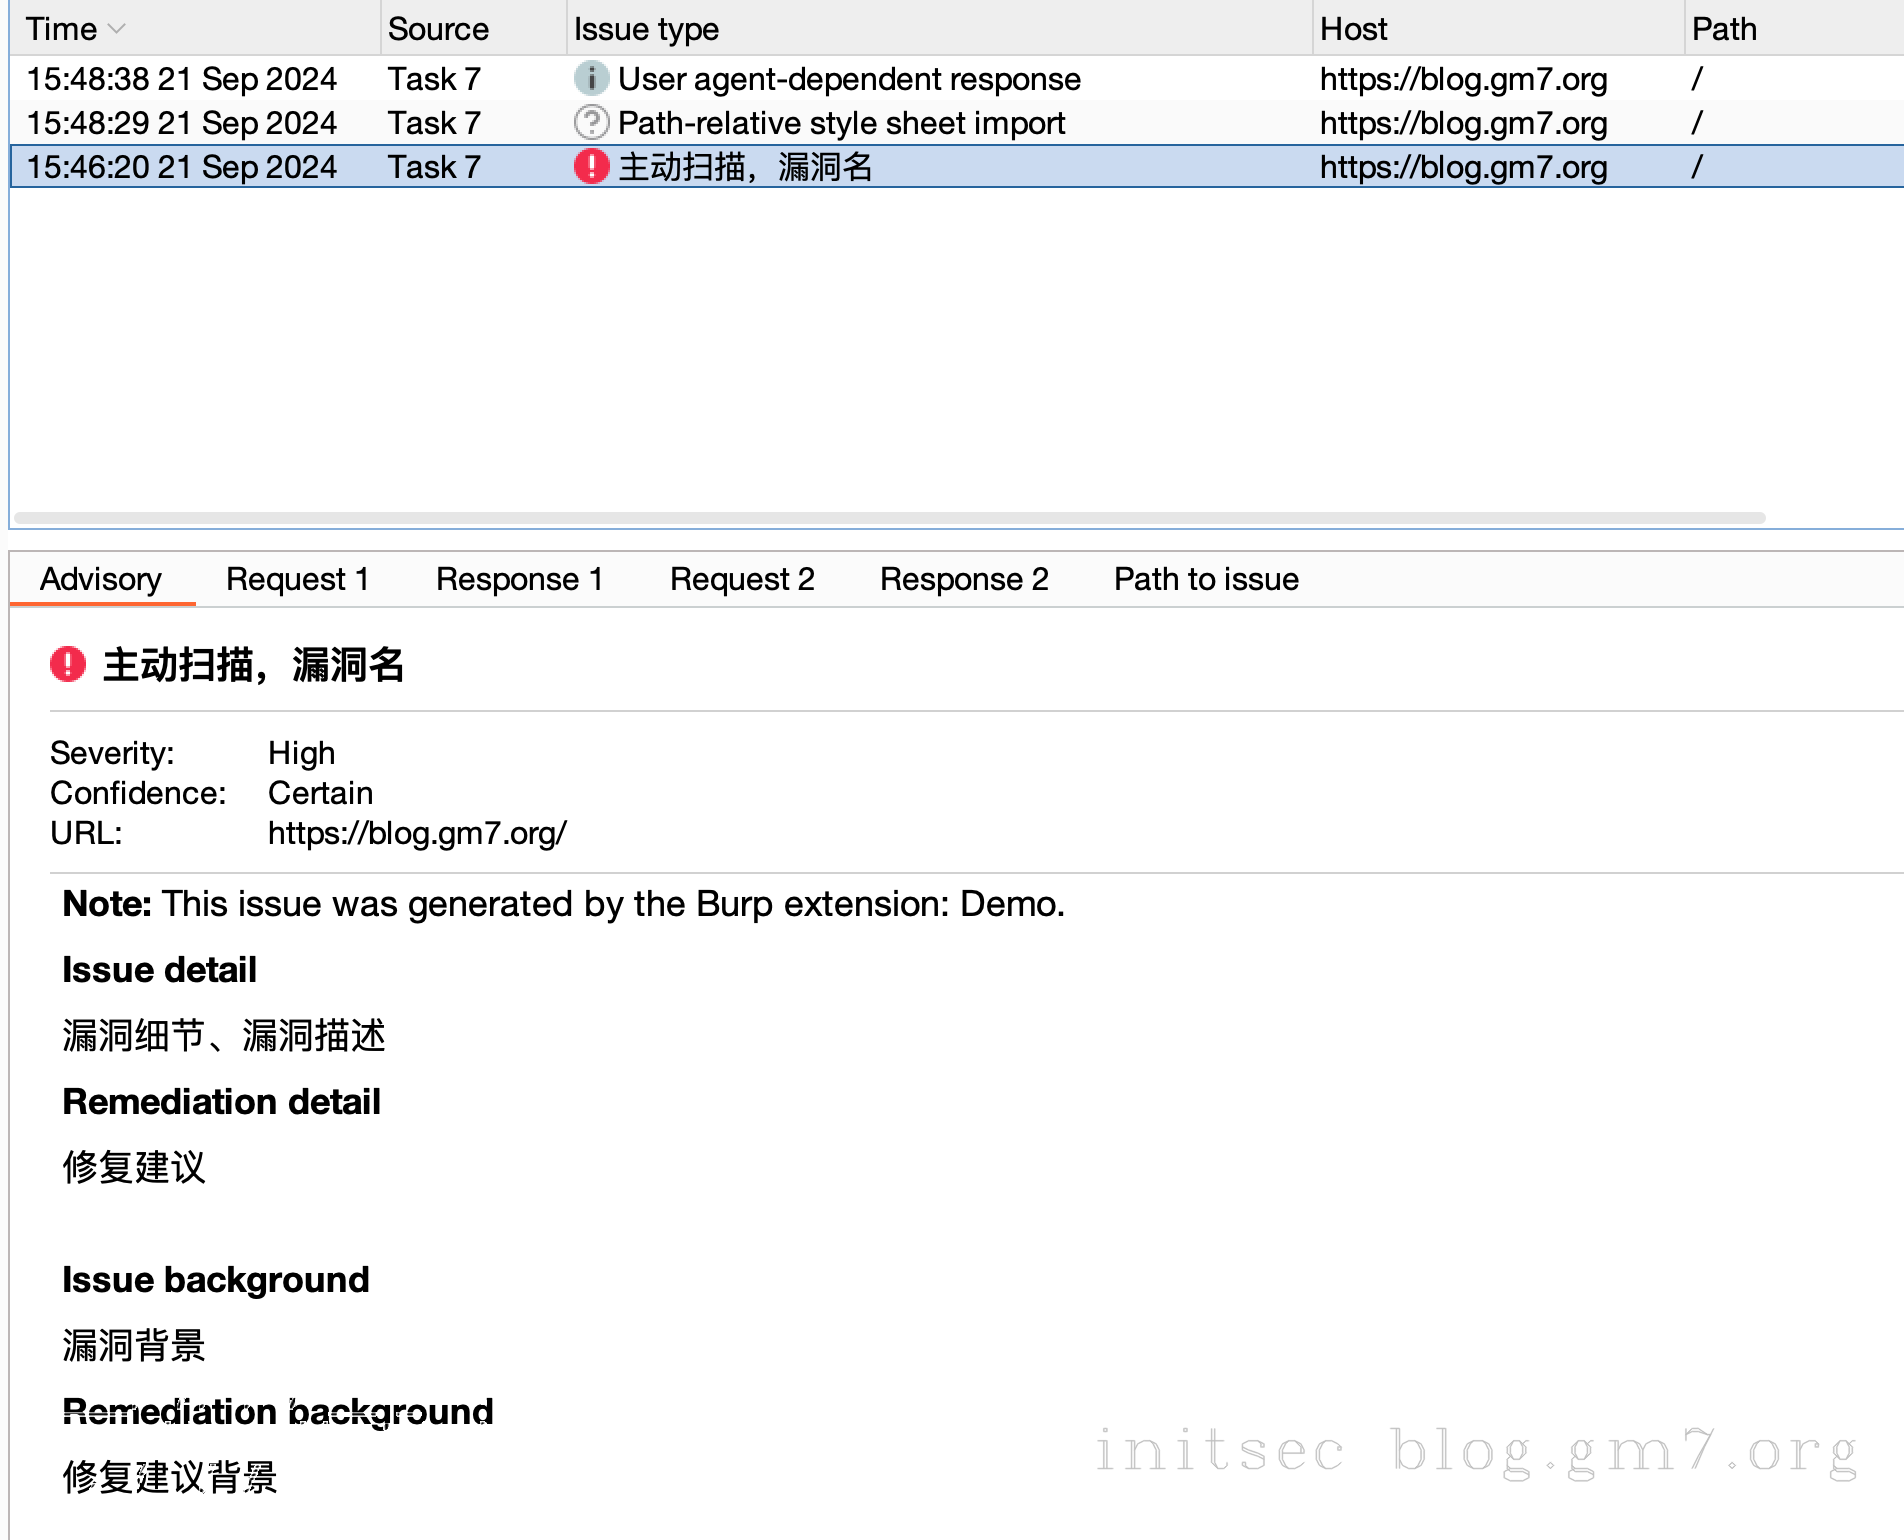 Time Source Issue type Host Path
15:48:38 21 Sep 2024 Task 7 User agent-dependent response https://blog.gm7.org /
15:48:29 21 Sep 2024 Task 7 Path-relative style sheet import https://blog.gm7.org /
15:46:20 21 Sep 2024 Task 7 主动扫描，漏洞名 https://blog.gm7.org /
Advisory Request 1 Response 1 Request 2 Response 2 Path to issue
主动扫描，漏洞名
Severity: High
Confidence: Certain
URL: https://blog.gm7.org/
Note: This issue was generated by the Burp extension: Demo.
Issue detail
漏洞细节、漏洞描述
Remediation detail
修复建议
Issue background
漏洞背景
Remediation background
修复建议背景
initsec blog.gm7.org